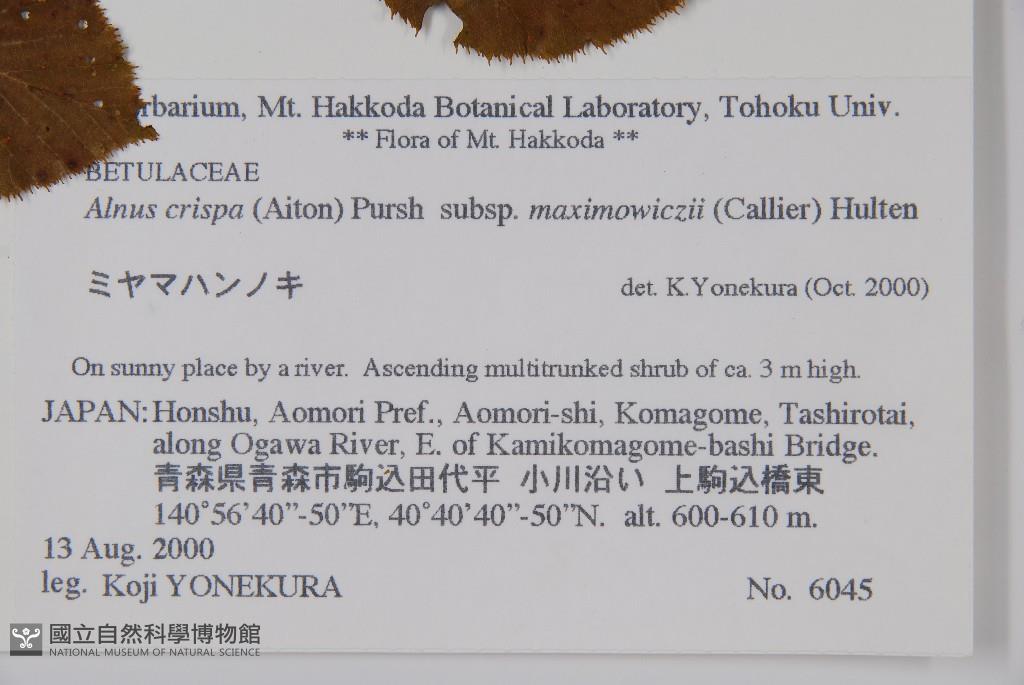 rbarium, Mt. Hakkoda Botanical Laboratory, Tohoku Univ.
** Flora of Mt. Hakkoda **
BETULACEAE
Alnus crispa (Aiton) Pursh subsp. maximowiczii (Callier) Hulten
ミヤマハンノキ det. K.Yonekura (Oct. 2000)
On sunny place by a river. Ascending multitrunked shrub of ca. 3 m high.
JAPAN: Honshu, Aomori Pref., Aomori-shi, Komagome, Tashirotai,
along Ogawa River, E. of Kamikomagome-bashi Bridge.
青森県青森市駒込田代平 小川沿い 上駒込橋東
140°56'40"-50"E, 40°40'40"-50"N. alt. 600-610 m.
13 Aug. 2000
leg. Koji YONEKURA No. 6045
國立自然科學博物館
NATIONAL MUSEUM OF NATURAL SCIENCE